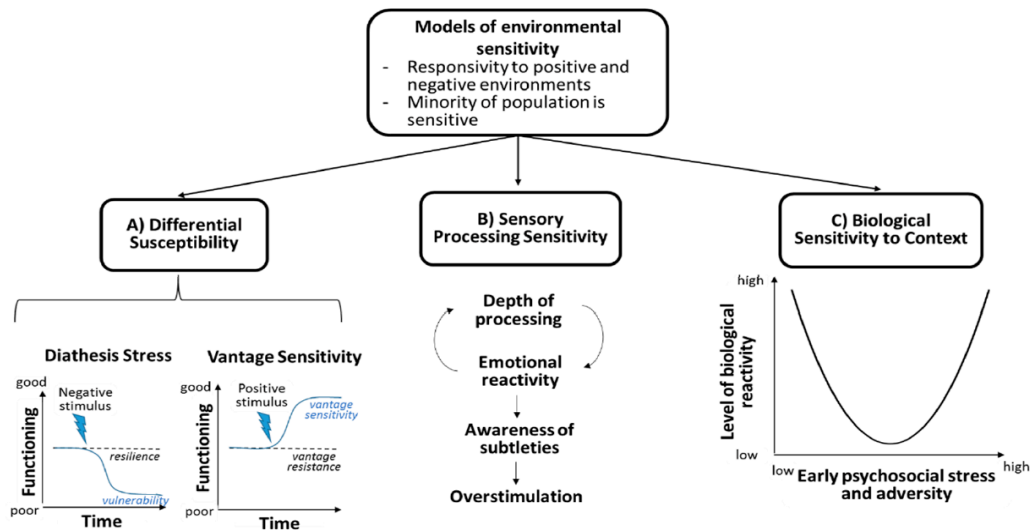 Models of environmental
sensitivity
- Responsivity to positive and
negative environments
- Minority of population is
sensitive
A) Differential
Susceptibility
B) Sensory
Processing Sensitivity
C) Biological
Sensitivity to Context
Diathesis Stress
good
Negative
stimulus
resilience
vulnerability
Functioning
poor
Time
Vantage Sensitivity
good
Positive
stimulus
vantage
sensitivity
vantage
resistance
Functioning
poor
Time
Depth of
processing
Emotional
reactivity
Awareness of
subtleties
Overstimulation
high
Level of biological
reactivity
low
low
high
Early psychosocial stress
and adversity